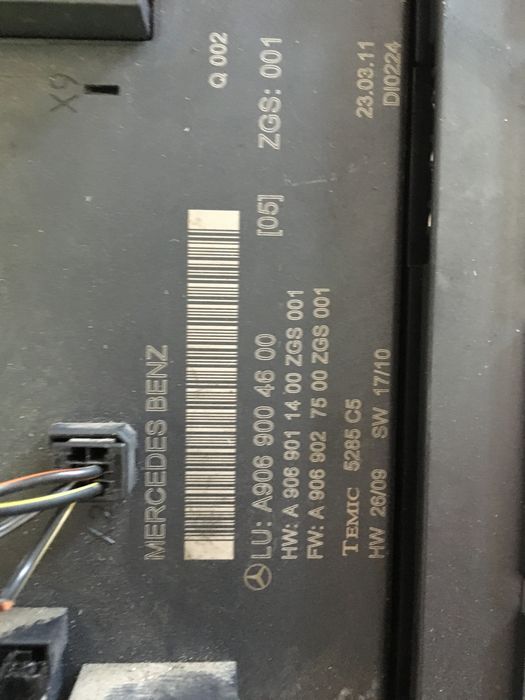 MERCEDES BENZ
Q 002
LU: A906 900 46 00 [05] ZGS: 001
HW: A 906 901 14 00 ZGS 001
FW: A 906 902 75 00 ZGS 001
TEMIC 5285 C5
23.03.11
HW 26/09 SW 17/10
DI0224
X6